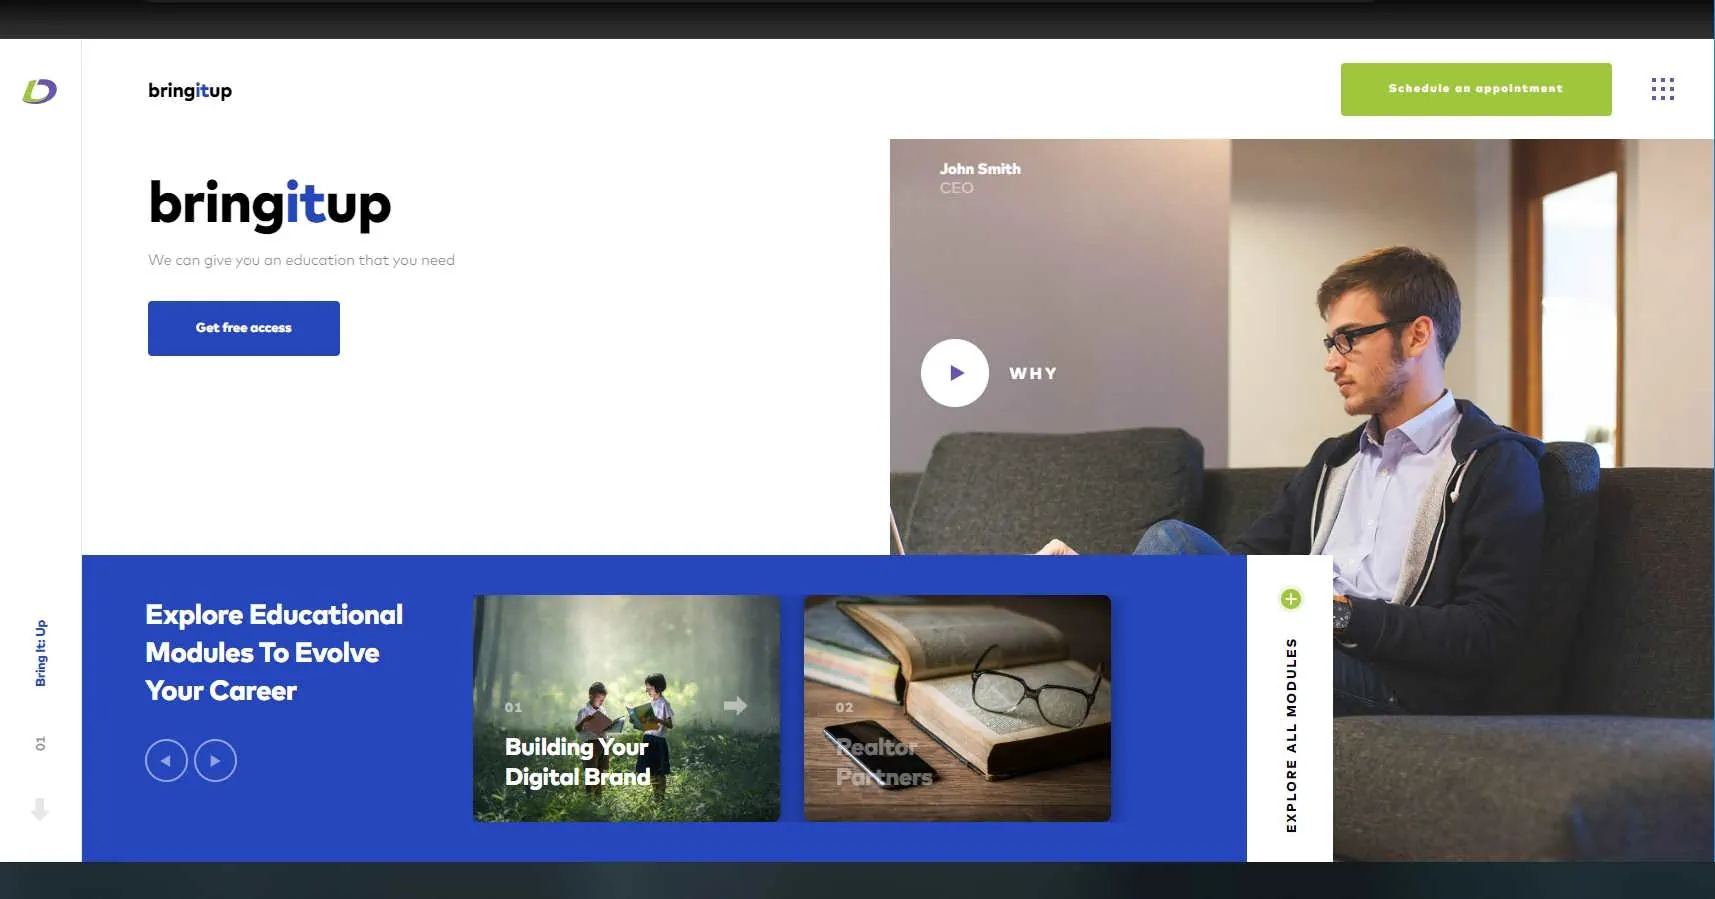 bringitup
Schedule an appointment
bringitup
We can give you an education that you need
Get free access
John Smith
CEO
WHY
Explore Educational
Modules To Evolve
Your Career
01
Building Your
Digital Brand
02
Realtor
Partners
EXPLORE ALL MODULES
Bring It: Up
01